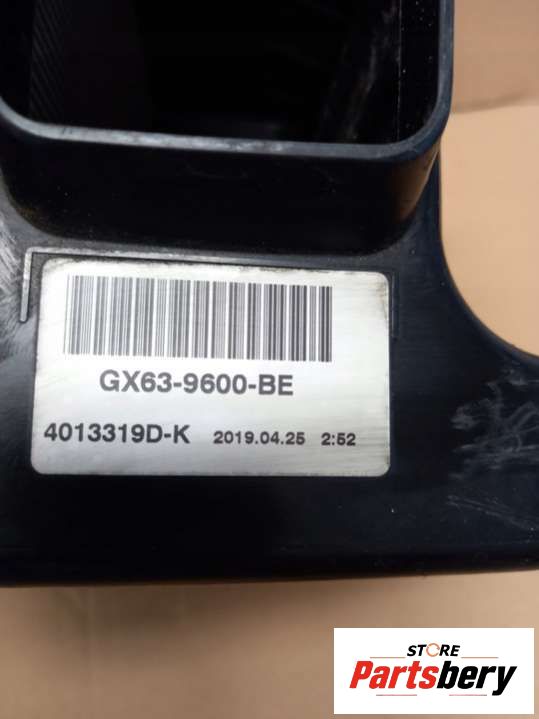 GX63-9600-BE
4013319D-K 2019.04.25 2:52
STORE
Partsbery